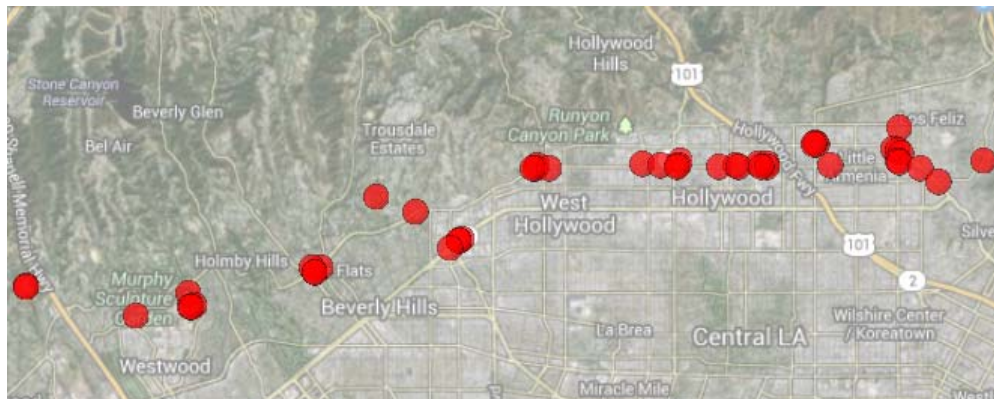 Hollywood
Hills
101
Stone Canyon
Reservoir
Beverly Glen
Runyon
Canyon Park
Trousdale
Estates
Bel Air
Hollywood Fwy
os Feliz
Little
Armenia
West
Hollywood
Hollywood
Silve
101
Holmby Hills
Flats
Murphy
Sculpture
Garden
Beverly Hills
2
Wilshire Center
/ Koreatown
La Brea
Central LA
Westwood
Miracle Mile